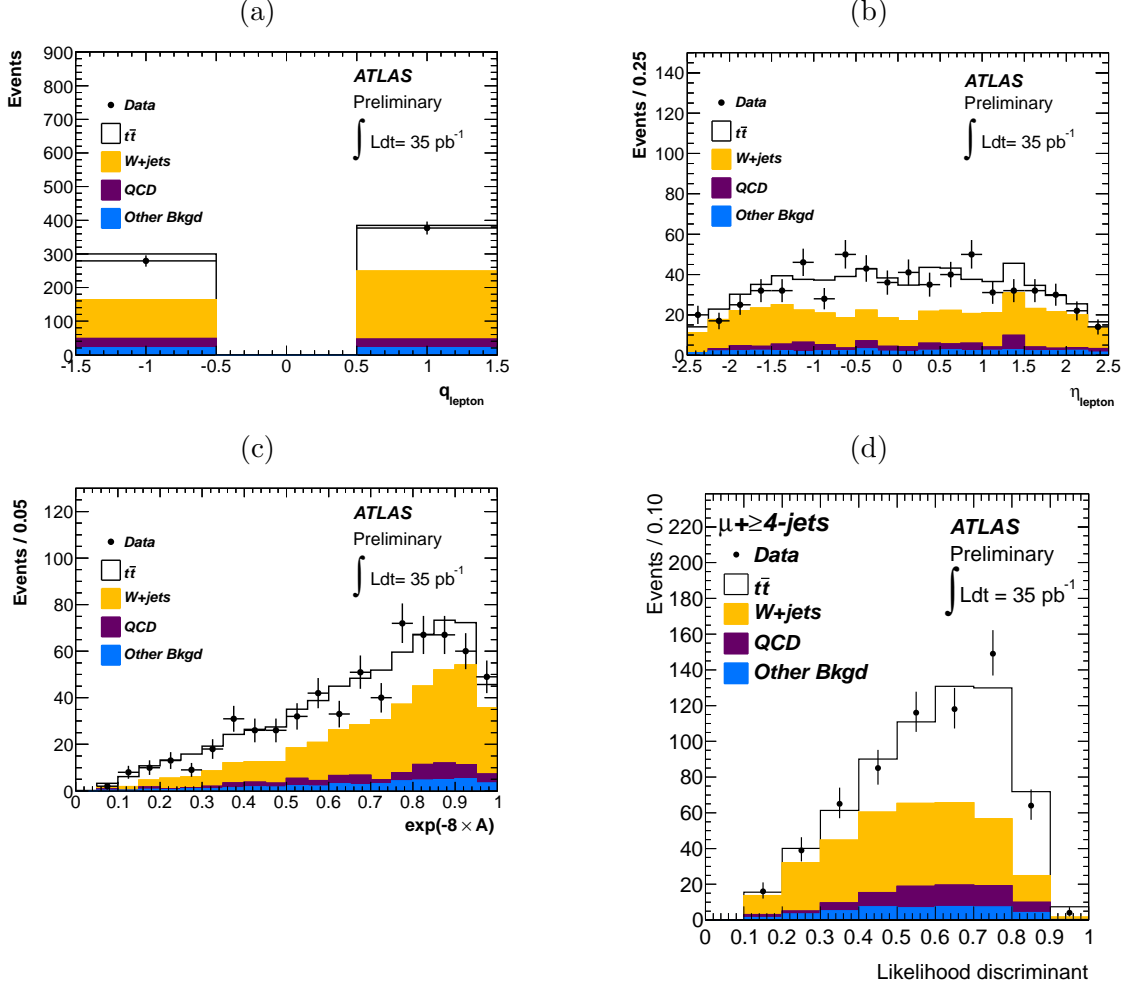 (a)
Events
900
800
700
600
500
400
300
200
100
0
ATLAS
Preliminary
∫ Ldt= 35 pb⁻¹
Data
tt̄
W+jets
QCD
Other Bkgd
-1.5 -1 -0.5 0 0.5 1 1.5
q_lepton
(b)
Events / 0.25
140
120
100
80
60
40
20
0
ATLAS
Preliminary
∫ Ldt= 35 pb⁻¹
Data
tt̄
W+jets
QCD
Other Bkgd
-2.5 -2 -1.5 -1 -0.5 0 0.5 1 1.5 2 2.5
η_lepton
(c)
Events / 0.05
120
100
80
60
40
20
0
ATLAS
Preliminary
∫ Ldt= 35 pb⁻¹
Data
tt̄
W+jets
QCD
Other Bkgd
0 0.1 0.2 0.3 0.4 0.5 0.6 0.7 0.8 0.9 1
exp(-8 × A)
(d)
Events / 0.10
220
200
180
160
140
120
100
80
60
40
20
0
μ+≥4-jets
ATLAS
Preliminary
∫ Ldt = 35 pb⁻¹
Data
tt̄
W+jets
QCD
Other Bkgd
0 0.1 0.2 0.3 0.4 0.5 0.6 0.7 0.8 0.9 1
Likelihood discriminant